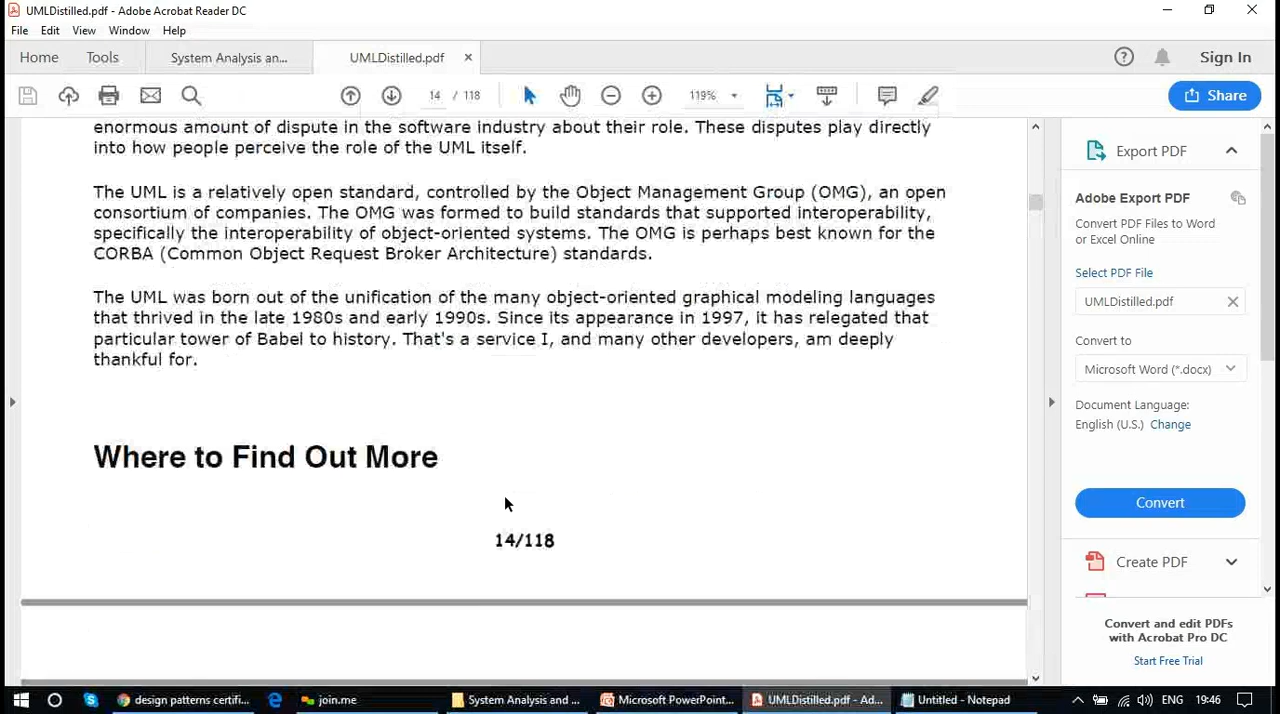 UMLDistilled.pdf - Adobe Acrobat Reader DC
File Edit View Window Help
Home Tools System Analysis an... UMLDistilled.pdf × Sign In
14 / 118 119% Share
enormous amount of dispute in the software industry about their role. These disputes play directly
into how people perceive the role of the UML itself.
The UML is a relatively open standard, controlled by the Object Management Group (OMG), an open
consortium of companies. The OMG was formed to build standards that supported interoperability,
specifically the interoperability of object-oriented systems. The OMG is perhaps best known for the
CORBA (Common Object Request Broker Architecture) standards.
The UML was born out of the unification of the many object-oriented graphical modeling languages
that thrived in the late 1980s and early 1990s. Since its appearance in 1997, it has relegated that
particular tower of Babel to history. That's a service I, and many other developers, am deeply
thankful for.
Where to Find Out More
14/118
Export PDF
Adobe Export PDF
Convert PDF Files to Word
or Excel Online
Select PDF File
UMLDistilled.pdf
Convert to
Microsoft Word (*.docx)
Document Language:
English (U.S.) Change
Convert
Create PDF
Convert and edit PDFs
with Acrobat Pro DC
Start Free Trial
design patterns certifi... join.me System Analysis and ... Microsoft PowerPoint... UMLDistilled.pdf - Ad... Untitled - Notepad ENG 19:46